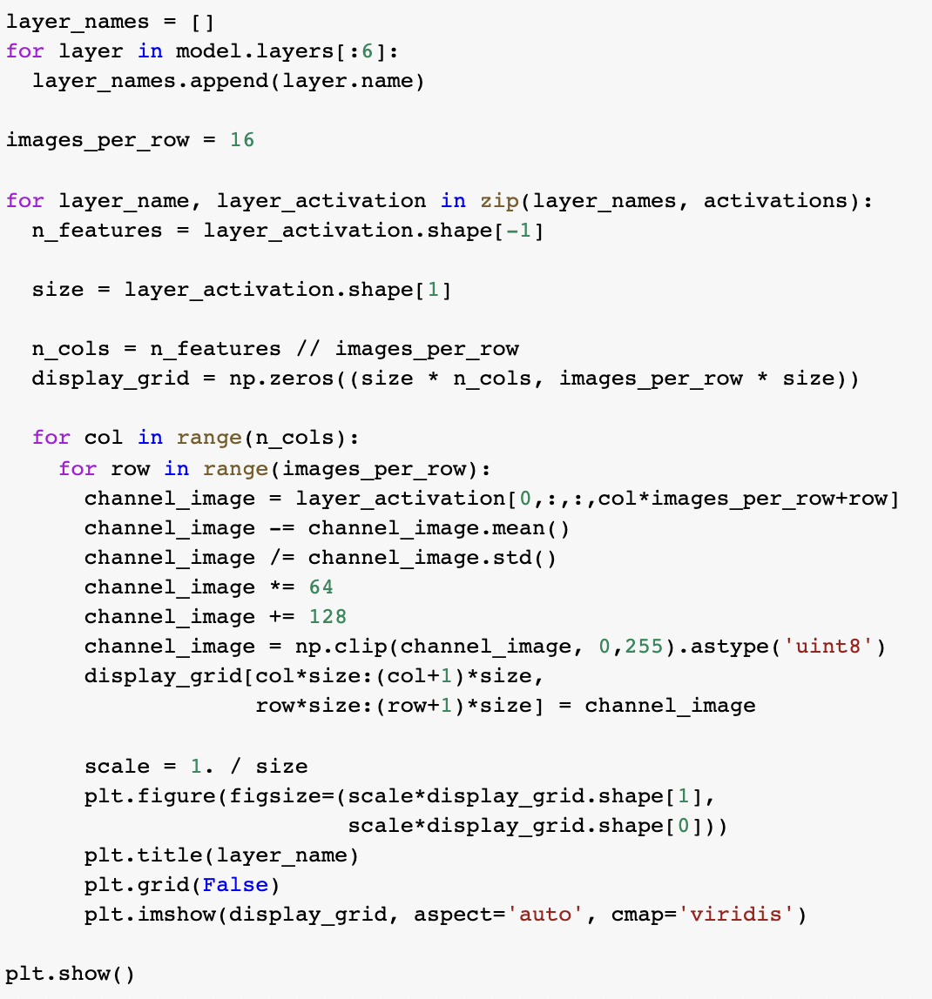 layer_names = []
for layer in model.layers[:6]:
  layer_names.append(layer.name)

images_per_row = 16

for layer_name, layer_activation in zip(layer_names, activations):
  n_features = layer_activation.shape[-1]

  size = layer_activation.shape[1]

  n_cols = n_features // images_per_row
  display_grid = np.zeros((size * n_cols, images_per_row * size))

  for col in range(n_cols):
    for row in range(images_per_row):
      channel_image = layer_activation[0,:,:,col*images_per_row+row]
      channel_image -= channel_image.mean()
      channel_image /= channel_image.std()
      channel_image *= 64
      channel_image += 128
      channel_image = np.clip(channel_image, 0,255).astype('uint8')
      display_grid[col*size:(col+1)*size,
                   row*size:(row+1)*size] = channel_image

      scale = 1. / size
      plt.figure(figsize=(scale*display_grid.shape[1],
                          scale*display_grid.shape[0]))
      plt.title(layer_name)
      plt.grid(False)
      plt.imshow(display_grid, aspect='auto', cmap='viridis')

plt.show()